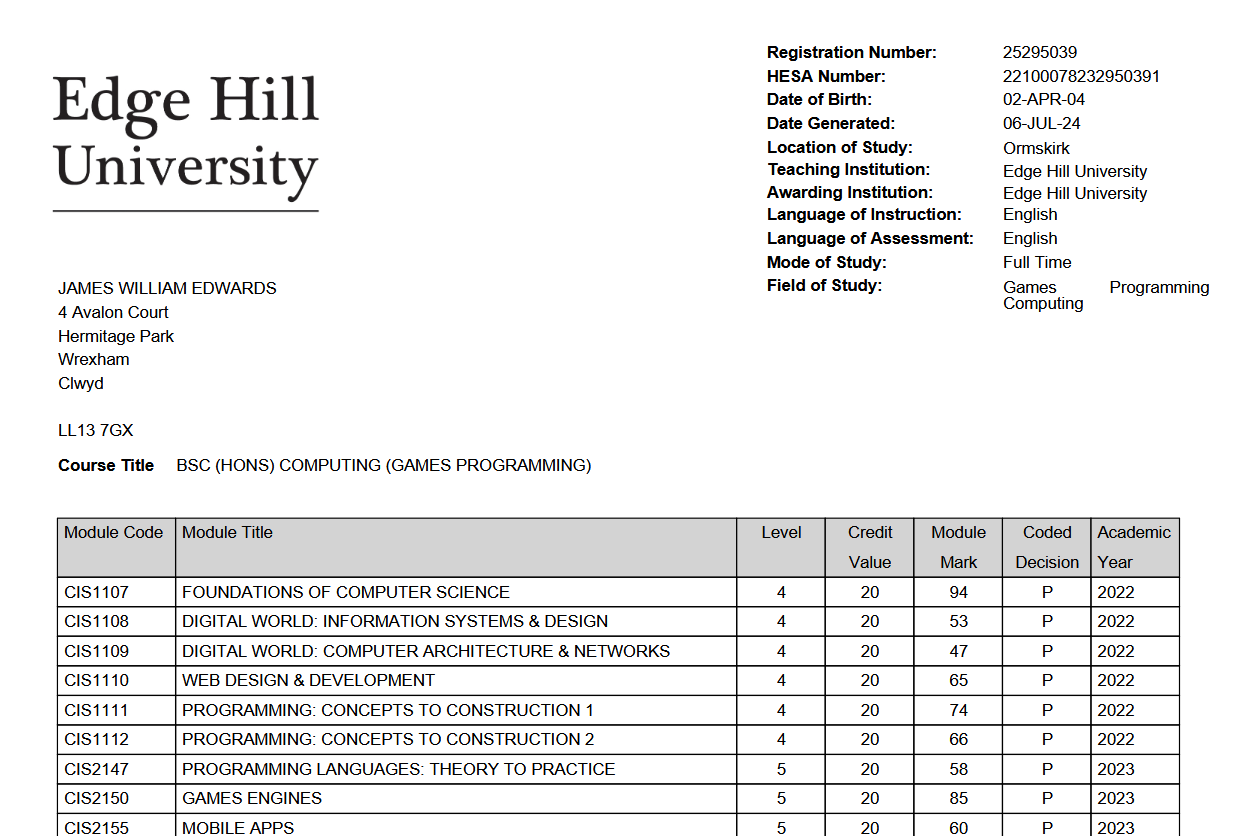 Edge Hill
University
Registration Number: 25295039
HESA Number: 22100078232950391
Date of Birth: 02-APR-04
Date Generated: 06-JUL-24
Location of Study: Ormskirk
Teaching Institution: Edge Hill University
Awarding Institution: Edge Hill University
Language of Instruction: English
Language of Assessment: English
Mode of Study: Full Time
Field of Study: Games Programming
Computing
JAMES WILLIAM EDWARDS
4 Avalon Court
Hermitage Park
Wrexham
Clwyd
LL13 7GX
Course Title BSC (HONS) COMPUTING (GAMES PROGRAMMING)
Module Code Module Title Level Credit Module Coded Academic
Value Mark Decision Year
CIS1107 FOUNDATIONS OF COMPUTER SCIENCE 4 20 94 P 2022
CIS1108 DIGITAL WORLD: INFORMATION SYSTEMS & DESIGN 4 20 53 P 2022
CIS1109 DIGITAL WORLD: COMPUTER ARCHITECTURE & NETWORKS 4 20 47 P 2022
CIS1110 WEB DESIGN & DEVELOPMENT 4 20 65 P 2022
CIS1111 PROGRAMMING: CONCEPTS TO CONSTRUCTION 1 4 20 74 P 2022
CIS1112 PROGRAMMING: CONCEPTS TO CONSTRUCTION 2 4 20 66 P 2022
CIS2147 PROGRAMMING LANGUAGES: THEORY TO PRACTICE 5 20 58 P 2023
CIS2150 GAMES ENGINES 5 20 85 P 2023
CIS2155 MOBILE APPS 5 20 60 P 2023